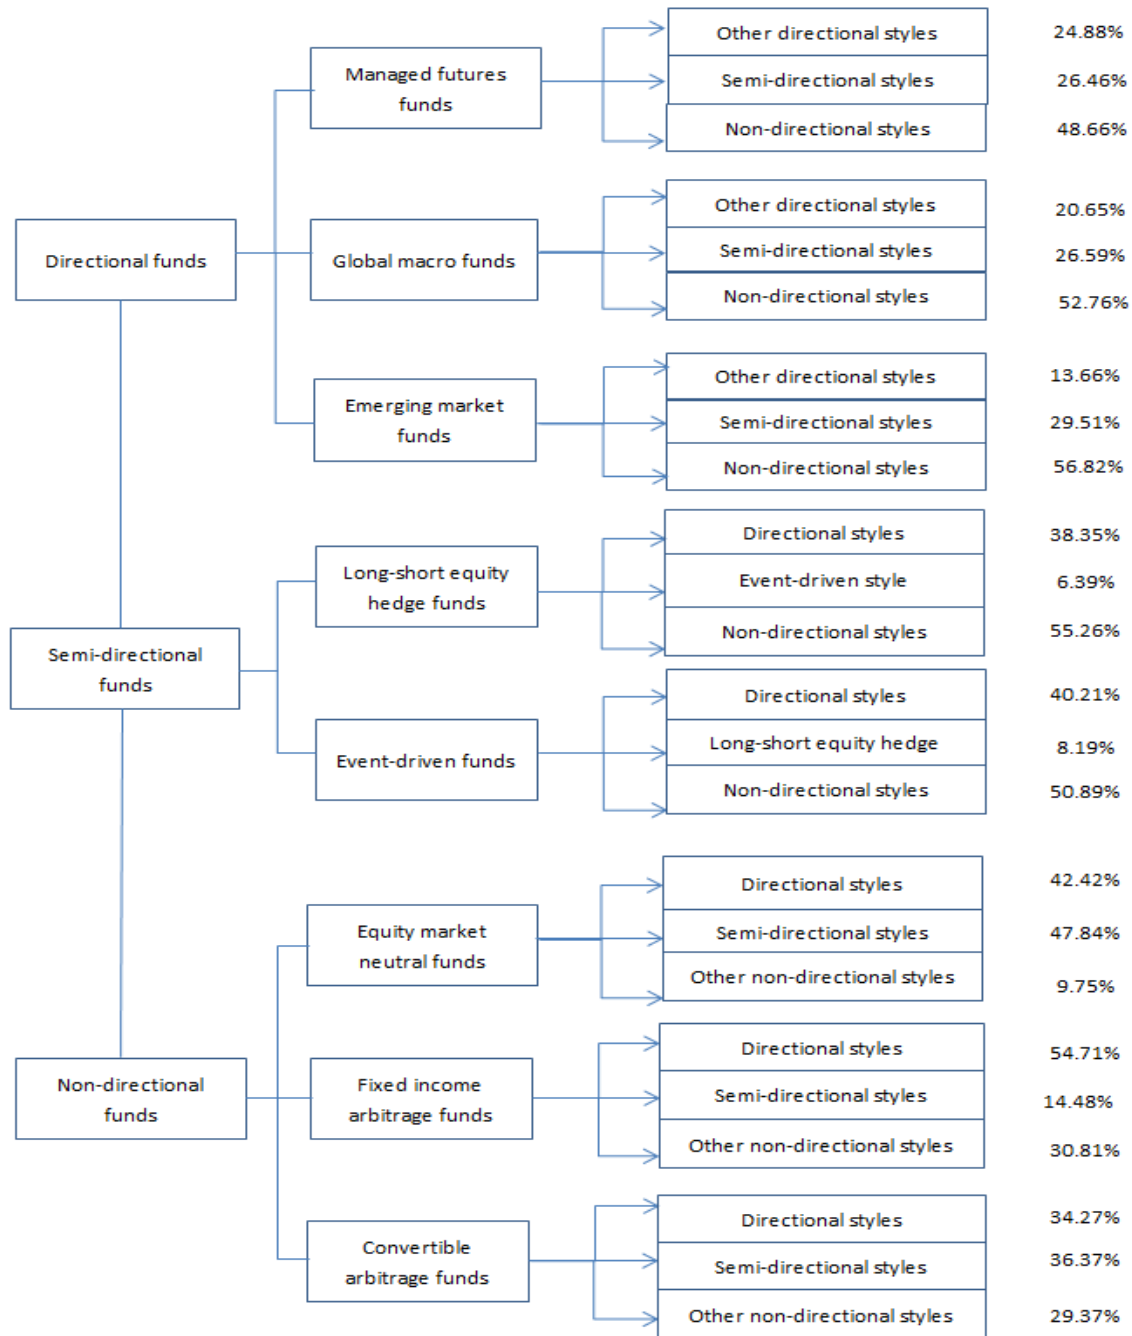 Directional funds
Managed futures
funds
Other directional styles 24.88%
Semi-directional styles 26.46%
Non-directional styles 48.66%
Global macro funds
Other directional styles 20.65%
Semi-directional styles 26.59%
Non-directional styles 52.76%
Emerging market
funds
Other directional styles 13.66%
Semi-directional styles 29.51%
Non-directional styles 56.82%
Semi-directional
funds
Long-short equity
hedge funds
Directional styles 38.35%
Event-driven style 6.39%
Non-directional styles 55.26%
Event-driven funds
Directional styles 40.21%
Long-short equity hedge 8.19%
Non-directional styles 50.89%
Non-directional
funds
Equity market
neutral funds
Directional styles 42.42%
Semi-directional styles 47.84%
Other non-directional styles 9.75%
Fixed income
arbitrage funds
Directional styles 54.71%
Semi-directional styles 14.48%
Other non-directional styles 30.81%
Convertible
arbitrage funds
Directional styles 34.27%
Semi-directional styles 36.37%
Other non-directional styles 29.37%